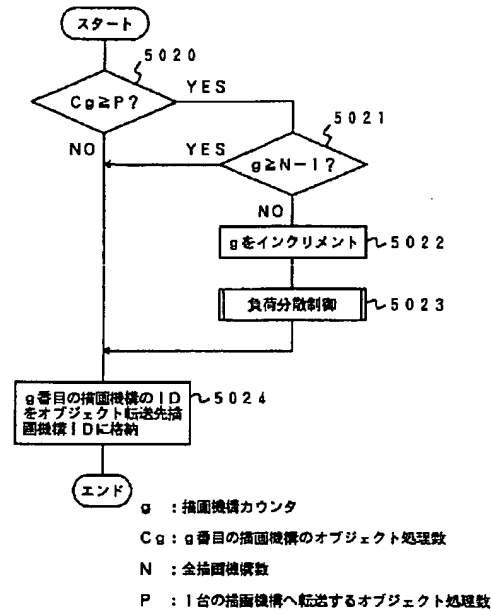 スタート
5020
Cg≧P?
YES
NO
5021
YES
g≧N-1?
NO
gをインクリメント
5022
負荷分散制御
5023
g番目の描画機構のID
をオブジェクト転送先描
画機構IDに格納
5024
エンド
g :描画機構カウンタ
Cg:g番目の描画機構のオブジェクト処理数
N :全描画機構数
P :1台の描画機構へ転送するオブジェクト処理数